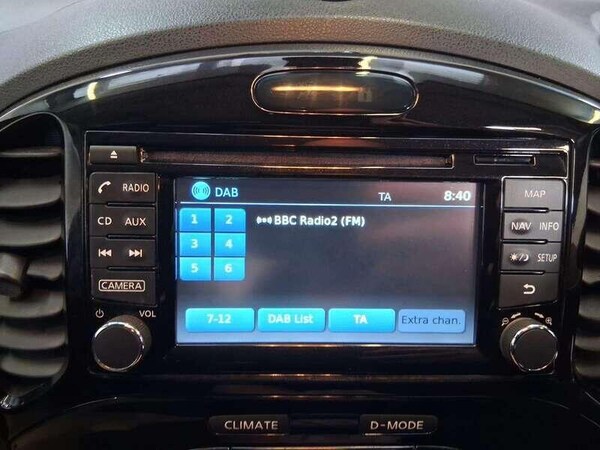 RADIO
CD AUX
CAMERA
VOL
DAB TA 8:40
1 2 BBC Radio2 (FM)
3 4
5 6
7-12 DAB List TA Extra chan.
MAP
NAV INFO
SETUP
CLIMATE D-MODE